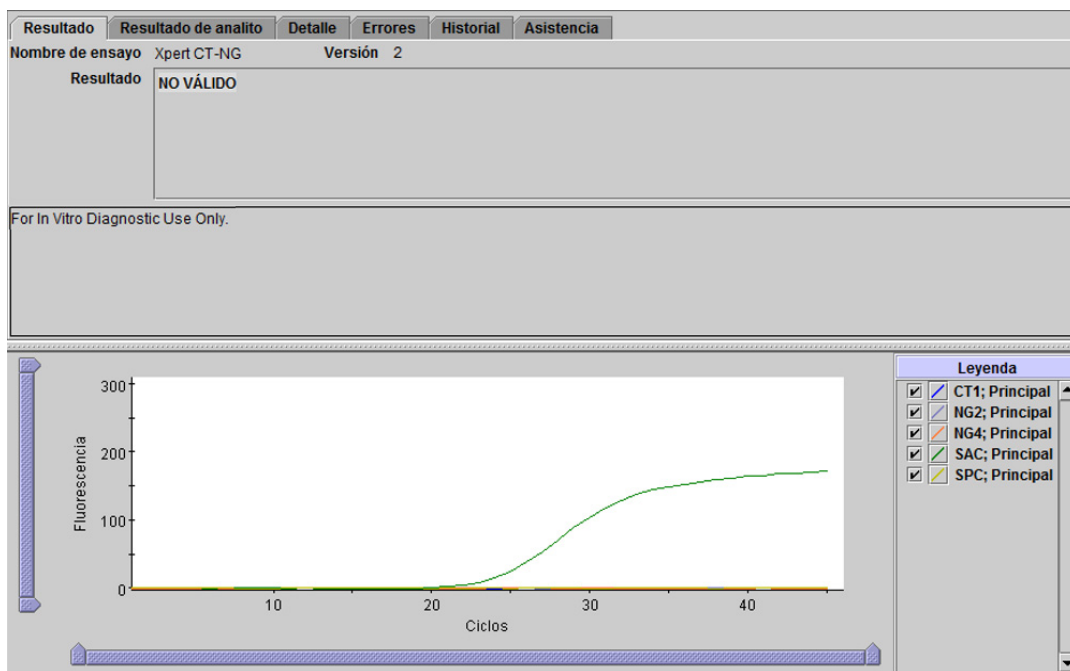 Resultado Resultado de analito Detalle Errores Historial Asistencia
Nombre de ensayo Xpert CT-NG Versión 2
Resultado NO VÁLIDO
For In Vitro Diagnostic Use Only.
Leyenda
CT1; Principal
NG2; Principal
NG4; Principal
SAC; Principal
SPC; Principal
300
200
100
0
Fluorescencia
10 20 30 40
Ciclos